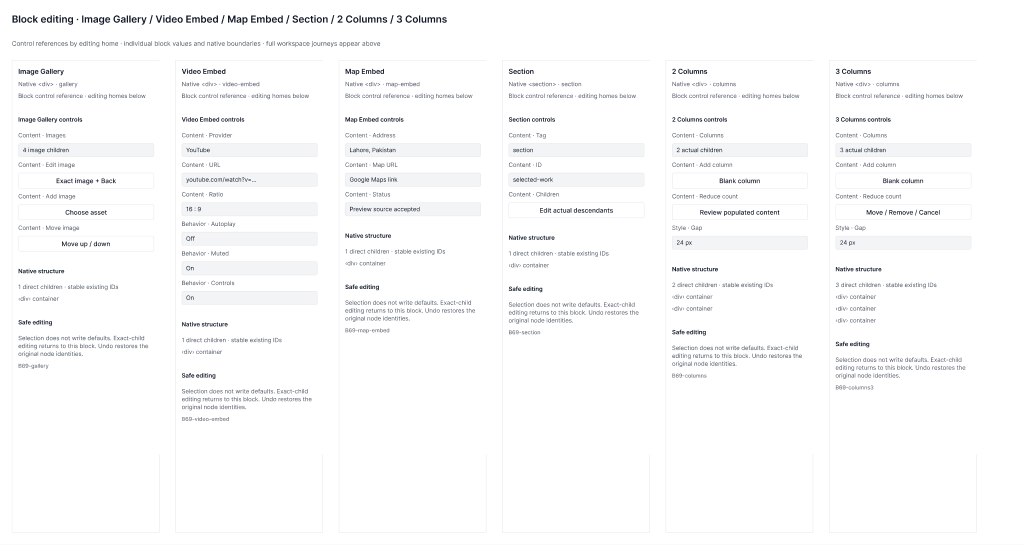 Block editing · Image Gallery / Video Embed / Map Embed / Section / 2 Columns / 3 Columns
Control references by editing home · individual block values and native boundaries · full workspace journeys appear above
Image Gallery
Native <div> · gallery
Block control reference · editing homes below
Image Gallery controls
Content · Images
4 image children
Content · Edit image
Exact image + Back
Content · Add image
Choose asset
Content · Move image
Move up / down
Native structure
1 direct children · stable existing IDs
<div> container
Safe editing
Selection does not write defaults. Exact-child
editing returns to this block. Undo restores the
original node identities.
B69-gallery
Video Embed
Native <div> · video-embed
Block control reference · editing homes below
Video Embed controls
Content · Provider
YouTube
Content · URL
youtube.com/watch?v=...
Content · Ratio
16 : 9
Behavior · Autoplay
Off
Behavior · Muted
On
Behavior · Controls
On
Native structure
1 direct children · stable existing IDs
<div> container
Safe editing
Selection does not write defaults. Exact-child
editing returns to this block. Undo restores the
original node identities.
B69-video-embed
Map Embed
Native <div> · map-embed
Block control reference · editing homes below
Map Embed controls
Content · Address
Lahore, Pakistan
Content · Map URL
Google Maps link
Content · Status
Preview source accepted
Native structure
1 direct children · stable existing IDs
<div> container
Safe editing
Selection does not write defaults. Exact-child
editing returns to this block. Undo restores the
original node identities.
B69-map-embed
Section
Native <section> · section
Block control reference · editing homes below
Section controls
Content · Tag
section
Content · ID
selected-work
Content · Children
Edit actual descendants
Native structure
1 direct children · stable existing IDs
<div> container
Safe editing
Selection does not write defaults. Exact-child
editing returns to this block. Undo restores the
original node identities.
B69-section
2 Columns
Native <div> · columns
Block control reference · editing homes below
2 Columns controls
Content · Columns
2 actual children
Content · Add column
Blank column
Content · Reduce count
Review populated content
Style · Gap
24 px
Native structure
2 direct children · stable existing IDs
<div> container
<div> container
Safe editing
Selection does not write defaults. Exact-child
editing returns to this block. Undo restores the
original node identities.
B69-columns
3 Columns
Native <div> · columns
Block control reference · editing homes below
3 Columns controls
Content · Columns
3 actual children
Content · Add column
Blank column
Content · Reduce count
Move / Remove / Cancel
Style · Gap
24 px
Native structure
3 direct children · stable existing IDs
<div> container
<div> container
<div> container
Safe editing
Selection does not write defaults. Exact-child
editing returns to this block. Undo restores the
original node identities.
B69-columns3